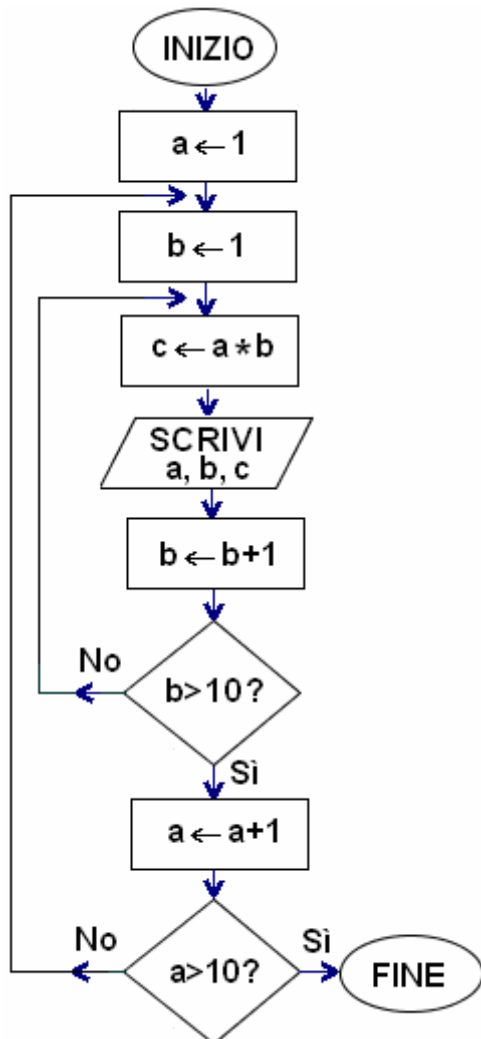 INIZIO
a ← 1
b ← 1
c ← a * b
SCRIVI
a, b, c
b ← b+1
No
b>10?
Sì
a ← a+1
No
a>10?
Sì
FINE